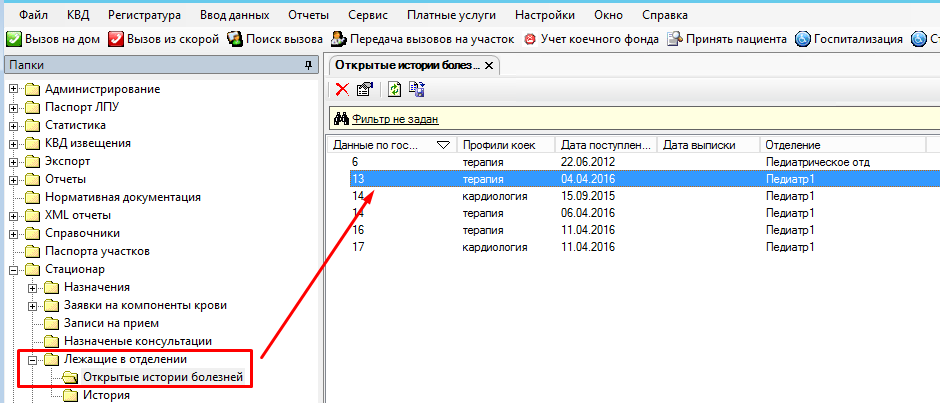 Файл КВД Регистратура Ввод данных Отчеты Сервис Платные услуги Настройки Окно Справка
Вызов на дом Вызов из скорой Поиск вызова Передача вызовов на участок Учет коечного фонда Принять пациента Госпитализация С
Папки
Администрирование
Паспорт ЛПУ
Статистика
КВД извещения
Экспорт
Отчеты
Нормативная документация
XML отчеты
Справочники
Паспорта участков
Стационар
Назначения
Заявки на компоненты крови
Записи на прием
Назначеные консультации
Лежащие в отделении
Открытые истории болезней
История
Открытые истории болез...
Фильтр не задан
Данные по гос... Профили коек Дата поступлен... Дата выписки Отделение
6 терапия 22.06.2012 Педиатрическое отд
13 терапия 04.04.2016 Педиатр1
14 кардиология 15.09.2015 Педиатр1
14 терапия 06.04.2016 Педиатр1
16 терапия 11.04.2016 Педиатр1
17 кардиология 11.04.2016 Педиатр1